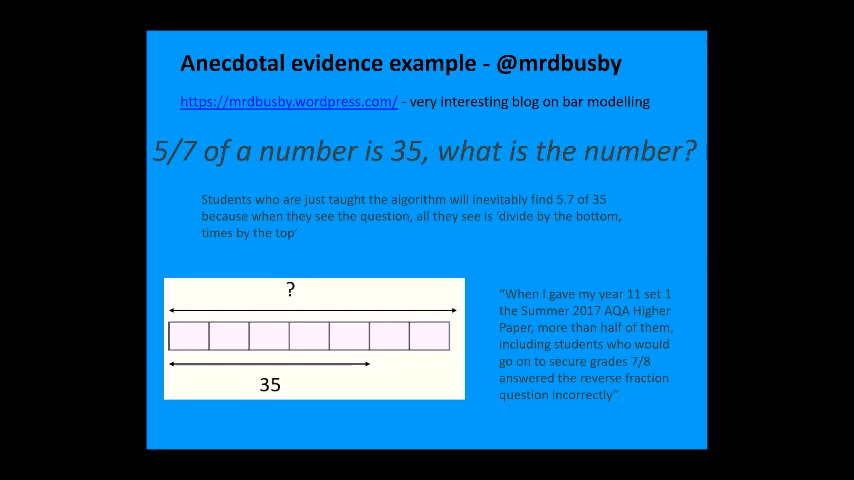 Anecdotal evidence example - @mrdbusby
https://mrdbusby.wordpress.com/ - very interesting blog on bar modelling
5/7 of a number is 35, what is the number?
Students who are just taught the algorithm will inevitably find 5.7 of 35
because when they see the question, all they see is ‘divide by the bottom,
times by the top’
?
35
“When I gave my year 11 set 1
the Summer 2017 AQA Higher
Paper, more than half of them,
including students who would
go on to secure grades 7/8
answered the reverse fraction
question incorrectly”